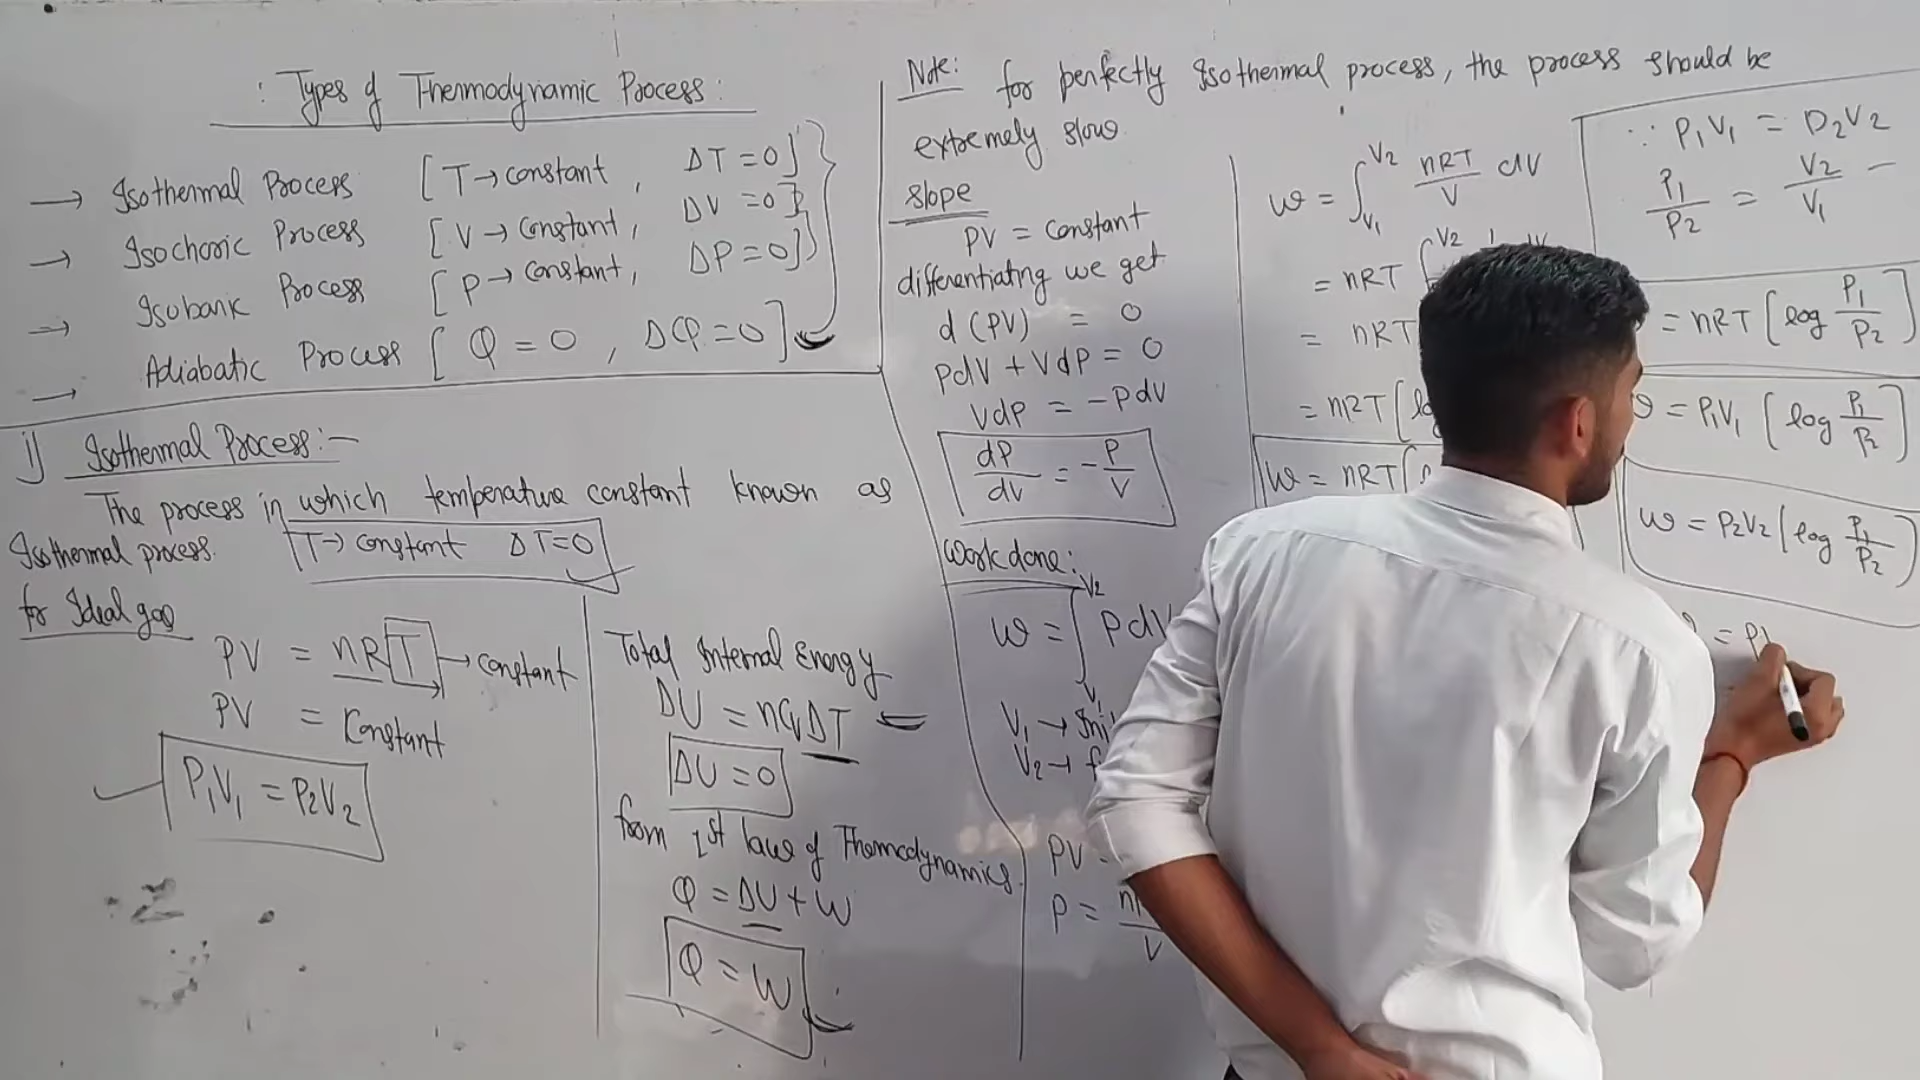 : Types of Thermodynamic Process :
→ Isothermal Process [T → constant , ΔT = 0]
→ Isochoric Process [V → constant, ΔV = 0]
→ Isobaric Process [P → constant, ΔP = 0]
→ Adiabatic Process [Q = 0 , ΔQ = 0]
i) Isothermal Process :-
The process in which temperature constant known as
Isothermal process. T → constant ΔT = 0
for Ideal gas
PV = nRT → constant
PV = Constant
P₁V₁ = P₂V₂
Total Internal Energy
ΔU = nCᵥΔT
ΔU = 0
from 1st law of Thermodynamics
Q = ΔU + W
Q = W
Note: for perfectly Isothermal process, the process should be
extremely slow.
slope
PV = constant
differentiating we get
d(PV) = 0
PdV + VdP = 0
VdP = -PdV
dP/dV = -P/V
Work done:
W = ∫ PdV
V₂
V₁ →
V₂ →
PV
P =
V
W = ∫_{V₁}^{V₂} nRT/V dV
= nRT ∫ V₂
= nRT
= nRT [
W = nRT [
∵ P₁V₁ = P₂V₂
P₁/P₂ = V₂/V₁
= nRT [log P₁/P₂]
= P₁V₁ [log P₁/P₂]
W = P₂V₂ [log P₁/P₂]
= P